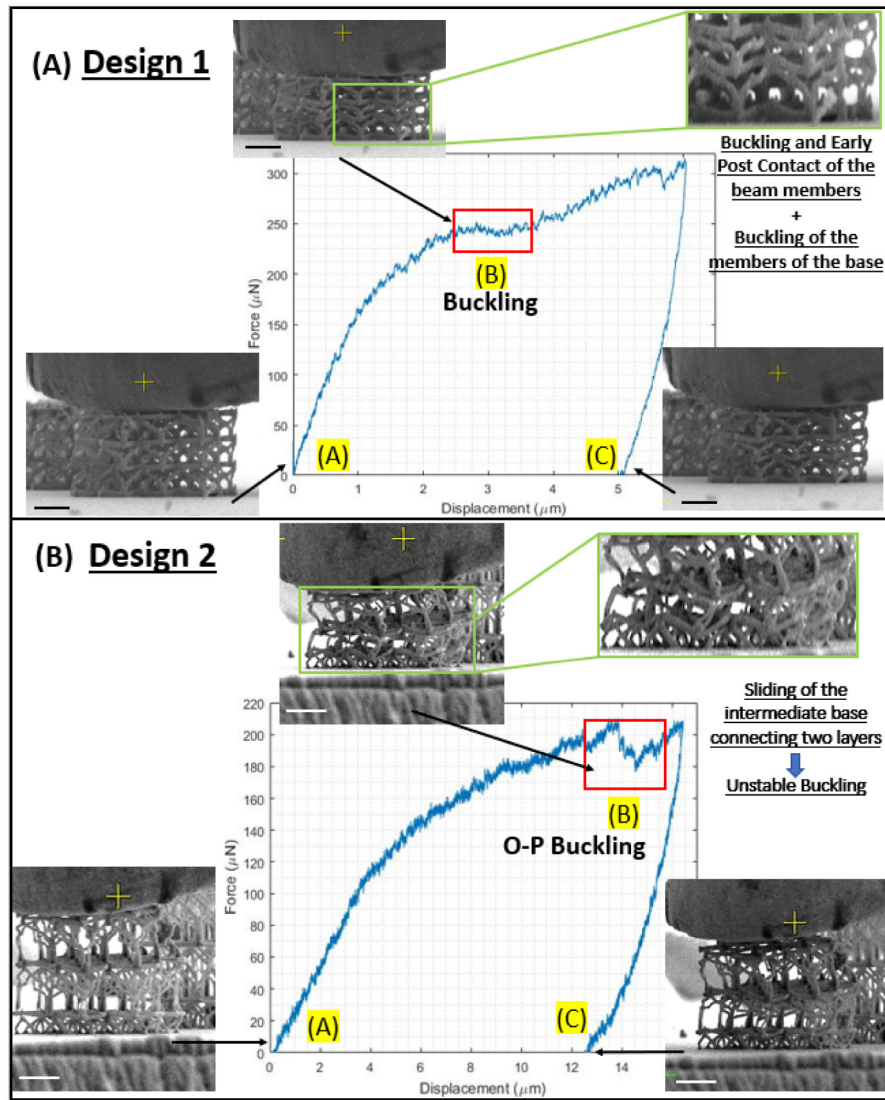 (A) Design 1
Buckling and Early
Post Contact of the
beam members
+
Buckling of the
members of the base
300
250
200
150
100
50
0
Force (μN)
(B)
Buckling
(A)
(C)
0
1
2
3
4
5
Displacement (μm)
(B) Design 2
Sliding of the
intermediate base
connecting two layers
Unstable Buckling
220
200
180
160
140
120
100
80
60
40
20
0
Force (μN)
(B)
O-P Buckling
(A)
(C)
0
2
4
6
8
10
12
14
Displacement (μm)